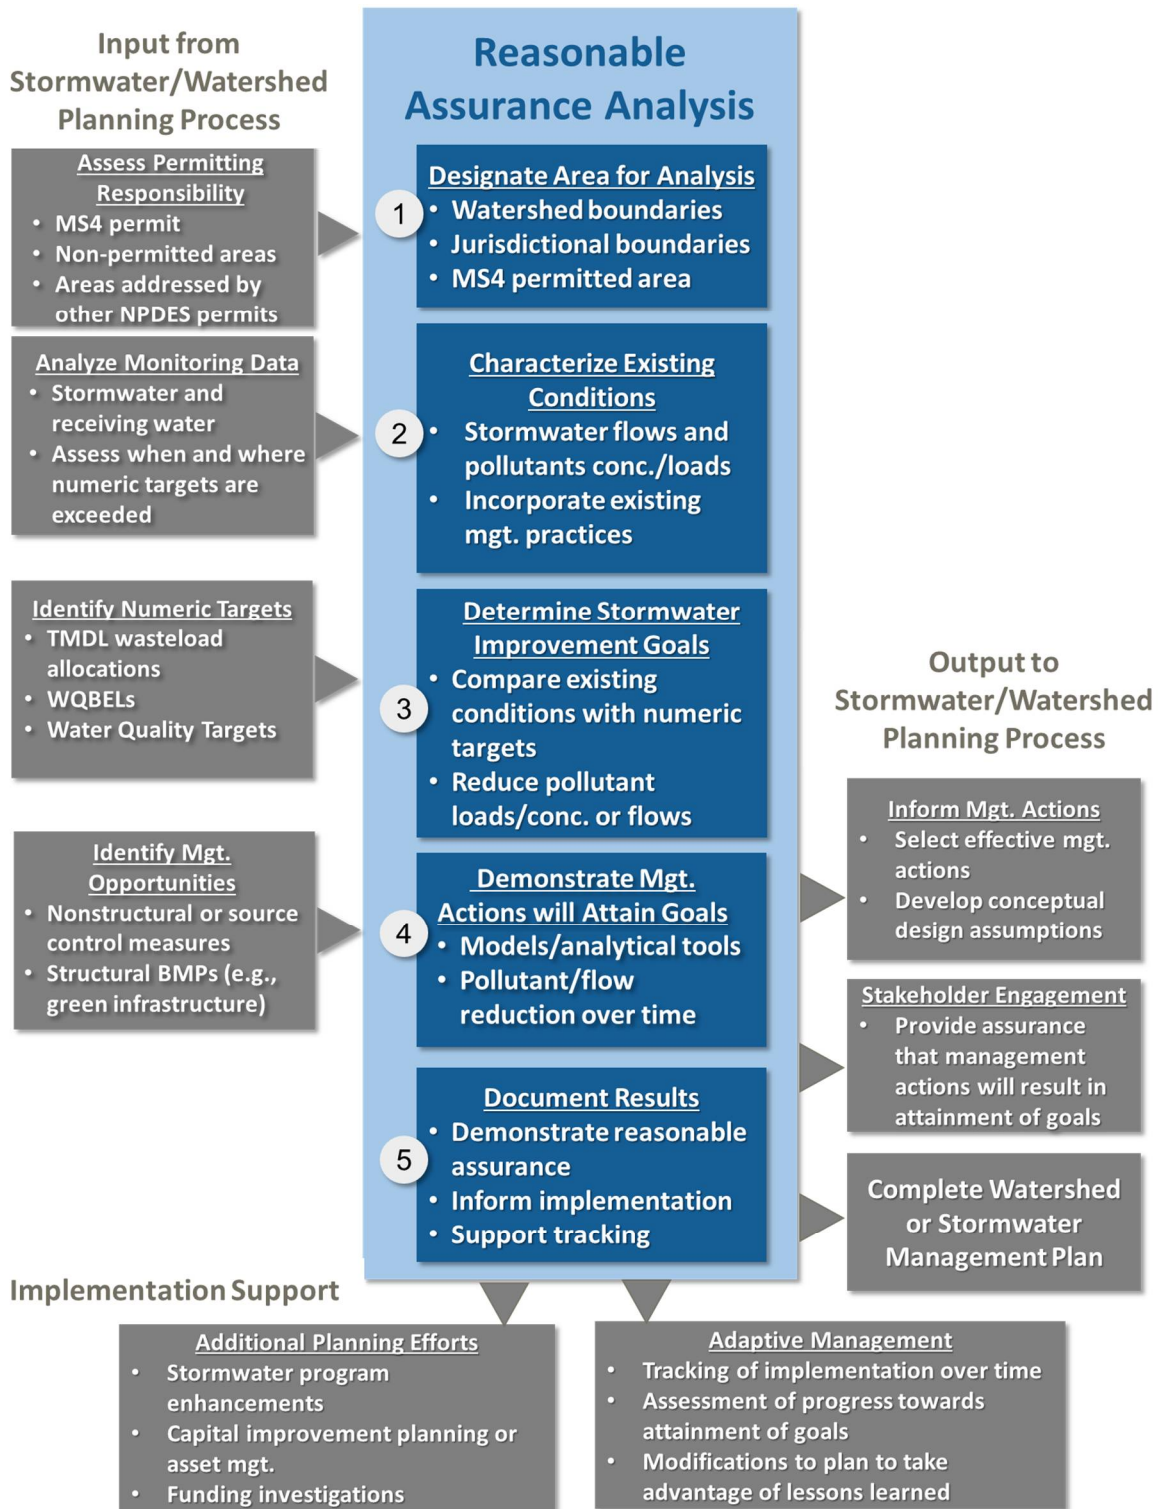 Input from
Stormwater/Watershed
Planning Process
Assess Permitting
Responsibility
• MS4 permit
• Non-permitted areas
• Areas addressed by
other NPDES permits
Analyze Monitoring Data
• Stormwater and
receiving water
• Assess when and where
numeric targets are
exceeded
Identify Numeric Targets
• TMDL wasteload
allocations
• WQBELs
• Water Quality Targets
Identify Mgt.
Opportunities
• Nonstructural or source
control measures
• Structural BMPs (e.g.,
green infrastructure)
Reasonable
Assurance Analysis
1
Designate Area for Analysis
• Watershed boundaries
• Jurisdictional boundaries
• MS4 permitted area
2
Characterize Existing
Conditions
• Stormwater flows and
pollutants conc./loads
• Incorporate existing
mgt. practices
3
Determine Stormwater
Improvement Goals
• Compare existing
conditions with numeric
targets
• Reduce pollutant
loads/conc. or flows
4
Demonstrate Mgt.
Actions will Attain Goals
• Models/analytical tools
• Pollutant/flow
reduction over time
5
Document Results
• Demonstrate reasonable
assurance
• Inform implementation
• Support tracking
Output to
Stormwater/Watershed
Planning Process
Inform Mgt. Actions
• Select effective mgt.
actions
• Develop conceptual
design assumptions
Stakeholder Engagement
• Provide assurance
that management
actions will result in
attainment of goals
Complete Watershed
or Stormwater
Management Plan
Implementation Support
Additional Planning Efforts
• Stormwater program
enhancements
• Capital improvement planning or
asset mgt.
• Funding investigations
Adaptive Management
• Tracking of implementation over time
• Assessment of progress towards
attainment of goals
• Modifications to plan to take
advantage of lessons learned